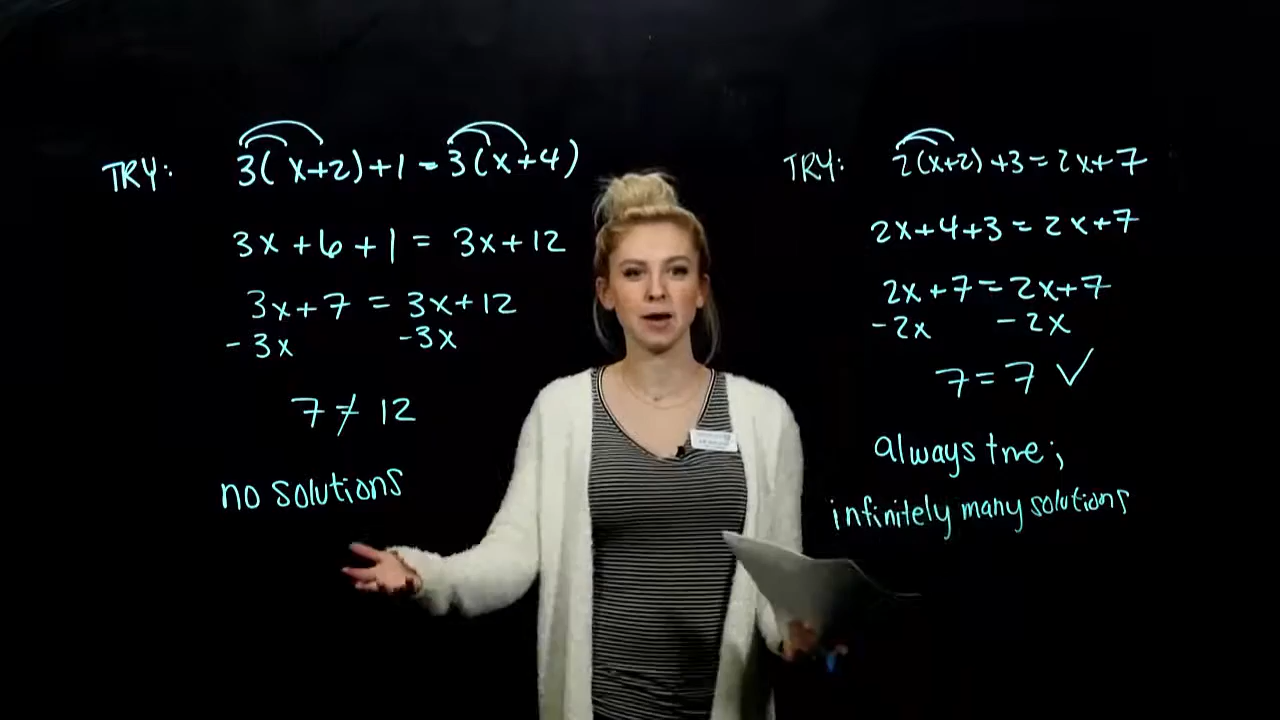 TRY: 3(x+2)+1=3(x+4)
3x+6+1=3x+12
3x+7=3x+12
-3x -3x
7≠12
no solutions
TRY: 2(x+2)+3=2x+7
2x+4+3=2x+7
2x+7=2x+7
-2x -2x
7=7 ✓
always true;
infinitely many solutions